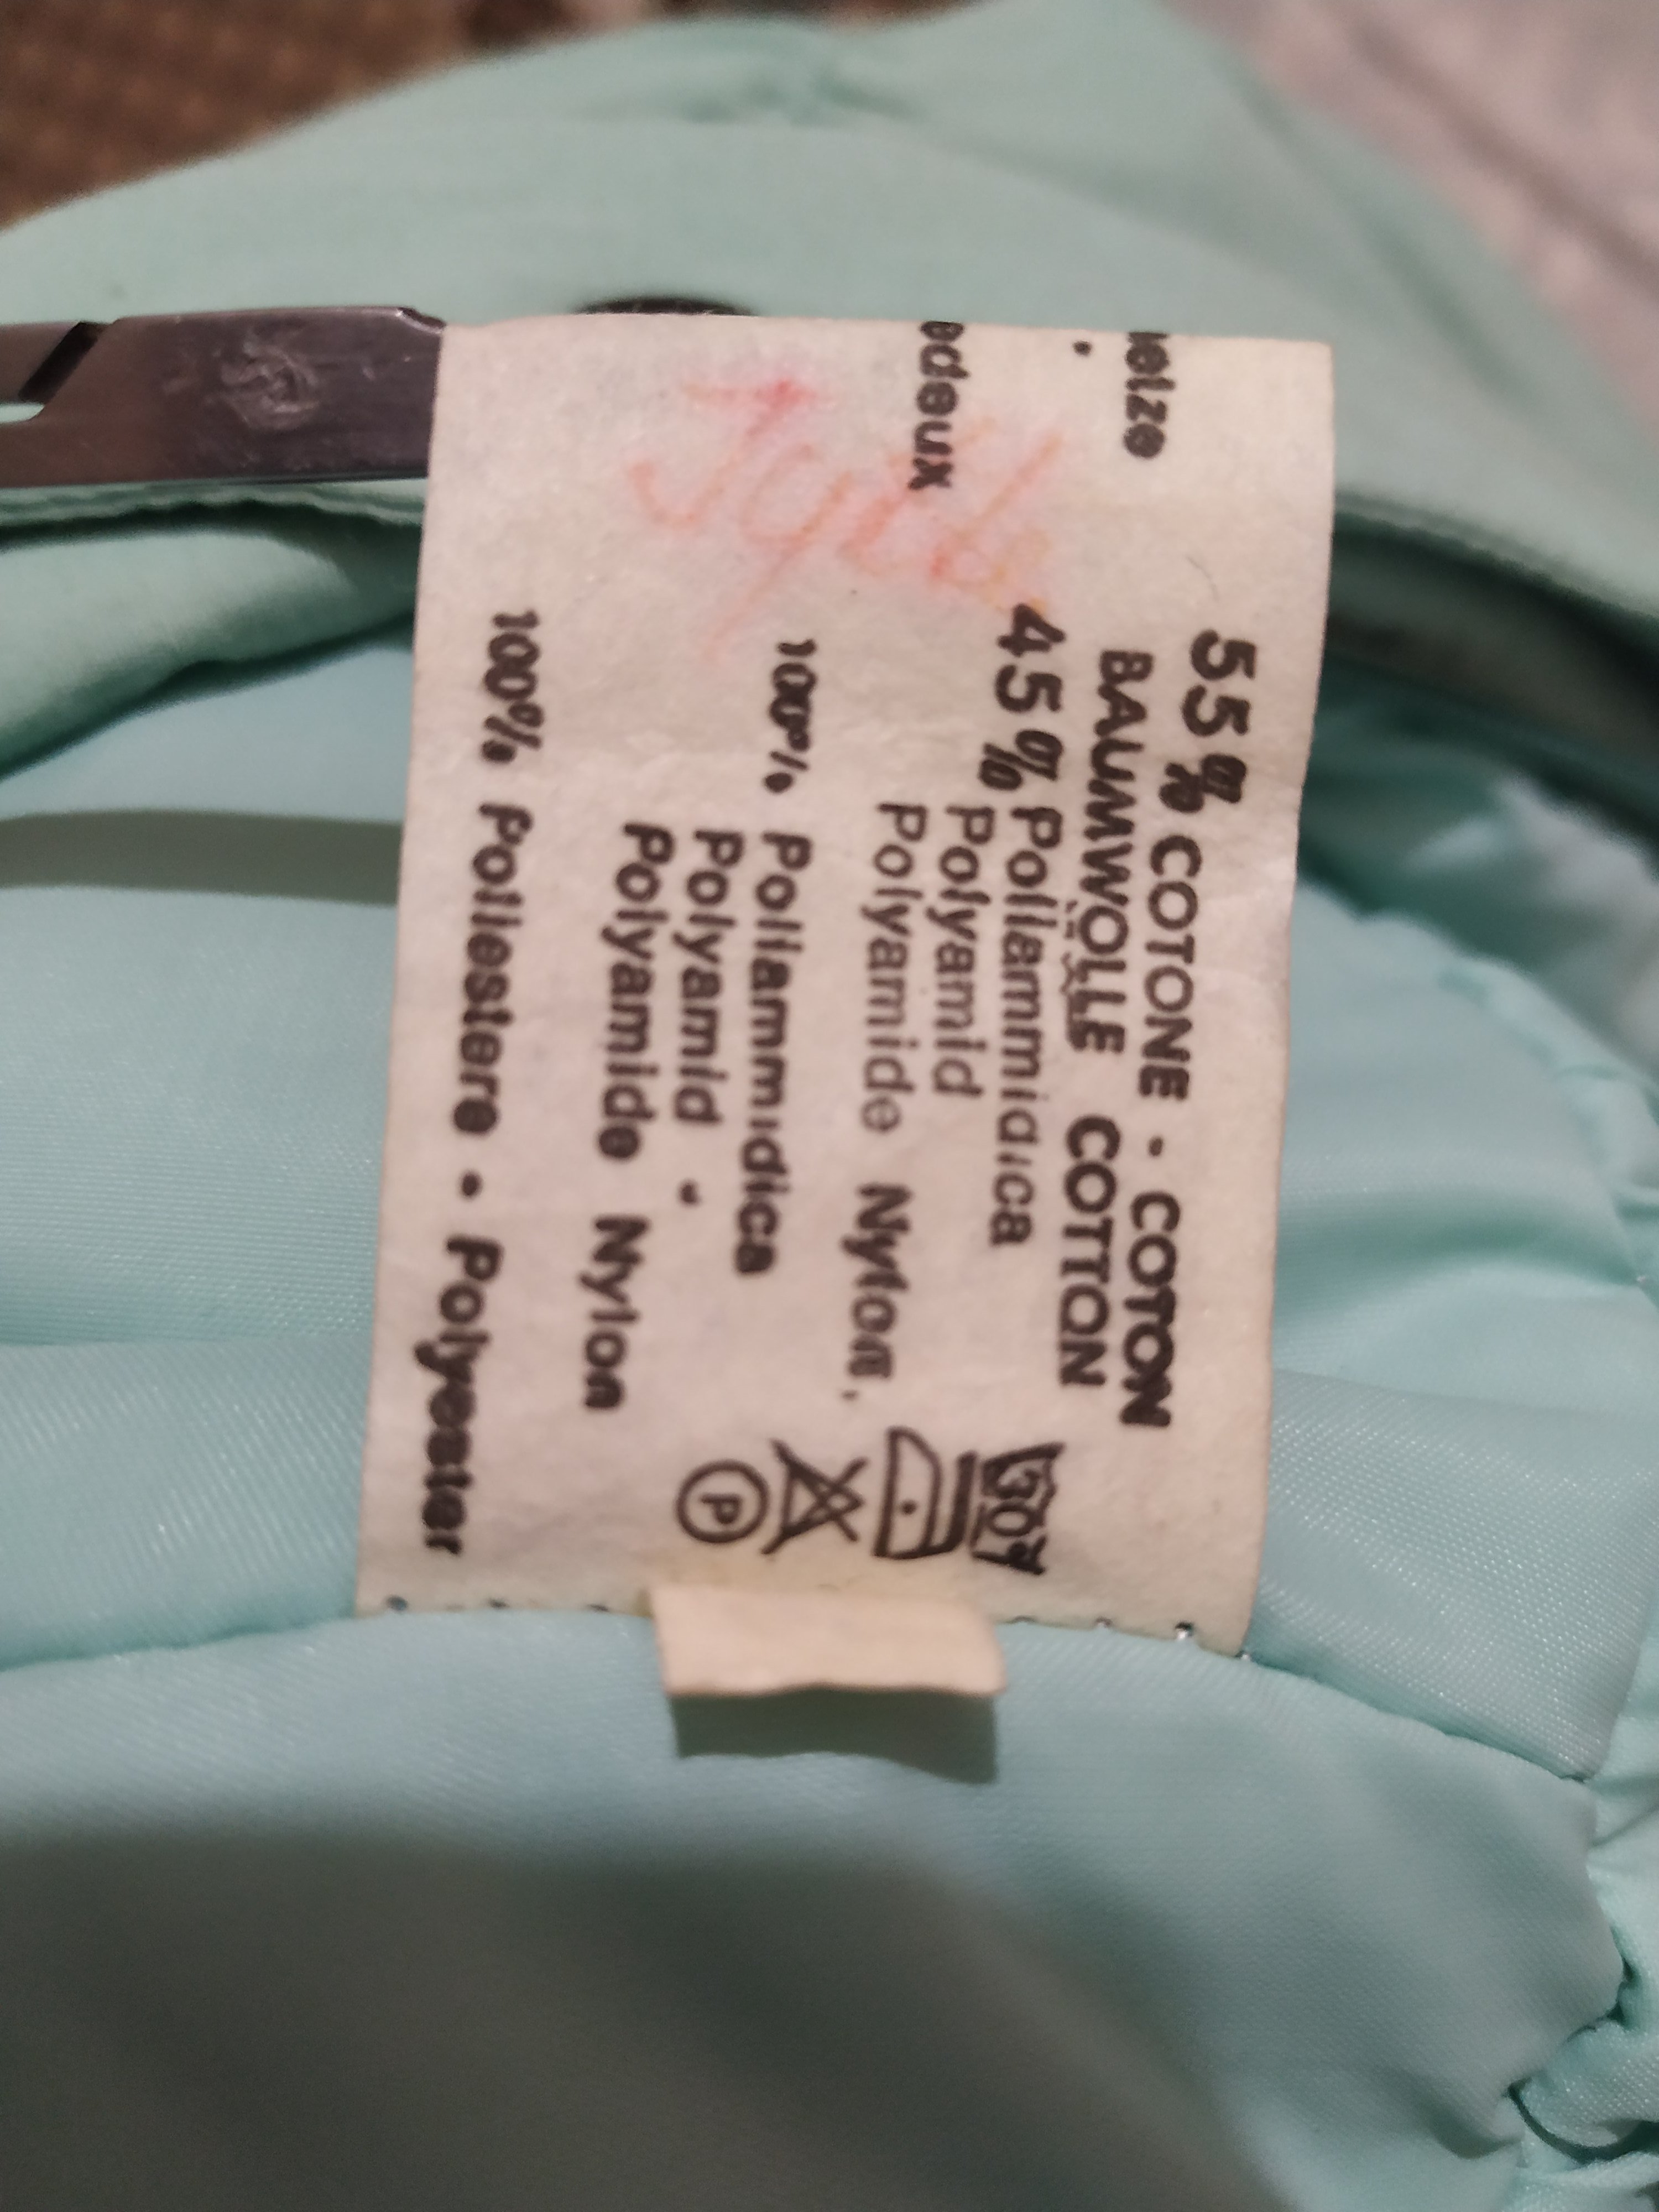 55% COTONE - COTON
BAUMWOLLE COTTON
45% Poliammidica
Polyamid
Polyamide Nylon,
100% Poliammidica
Polyamid
Polyamide Nylon
100% Poliestere • Polyester
30°
P